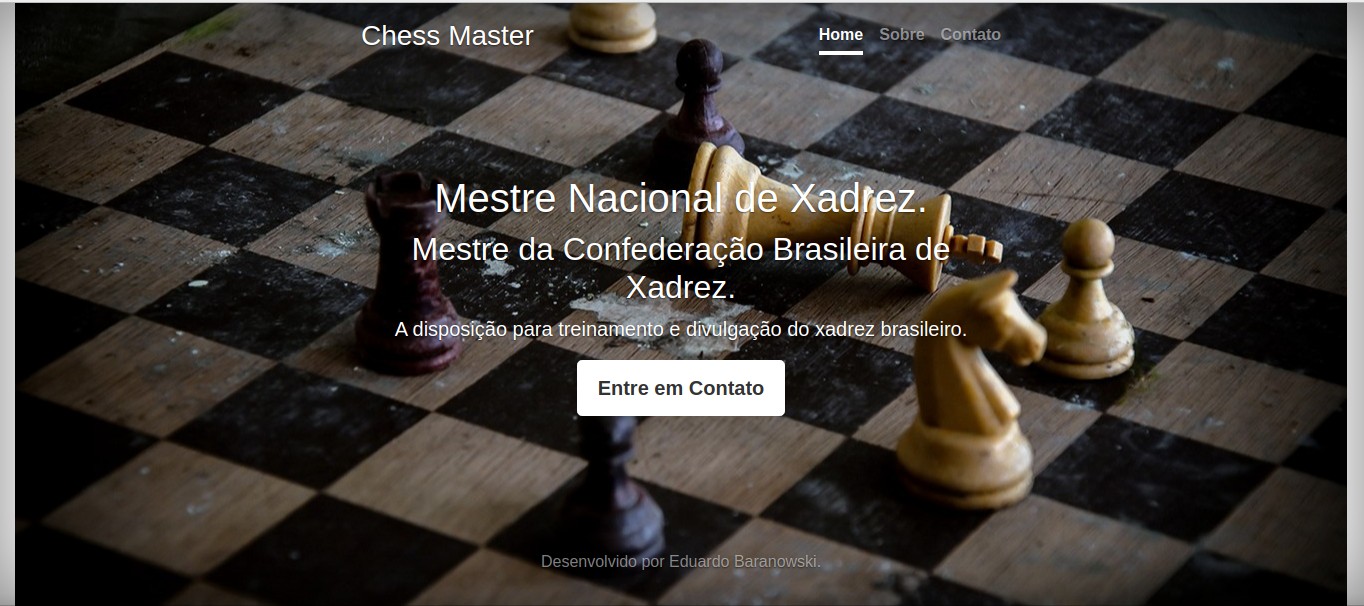 Chess Master
Home Sobre Contato
Mestre Nacional de Xadrez.
Mestre da Confederação Brasileira de
Xadrez.
A disposição para treinamento e divulgação do xadrez brasileiro.
Entre em Contato
Desenvolvido por Eduardo Baranowski.